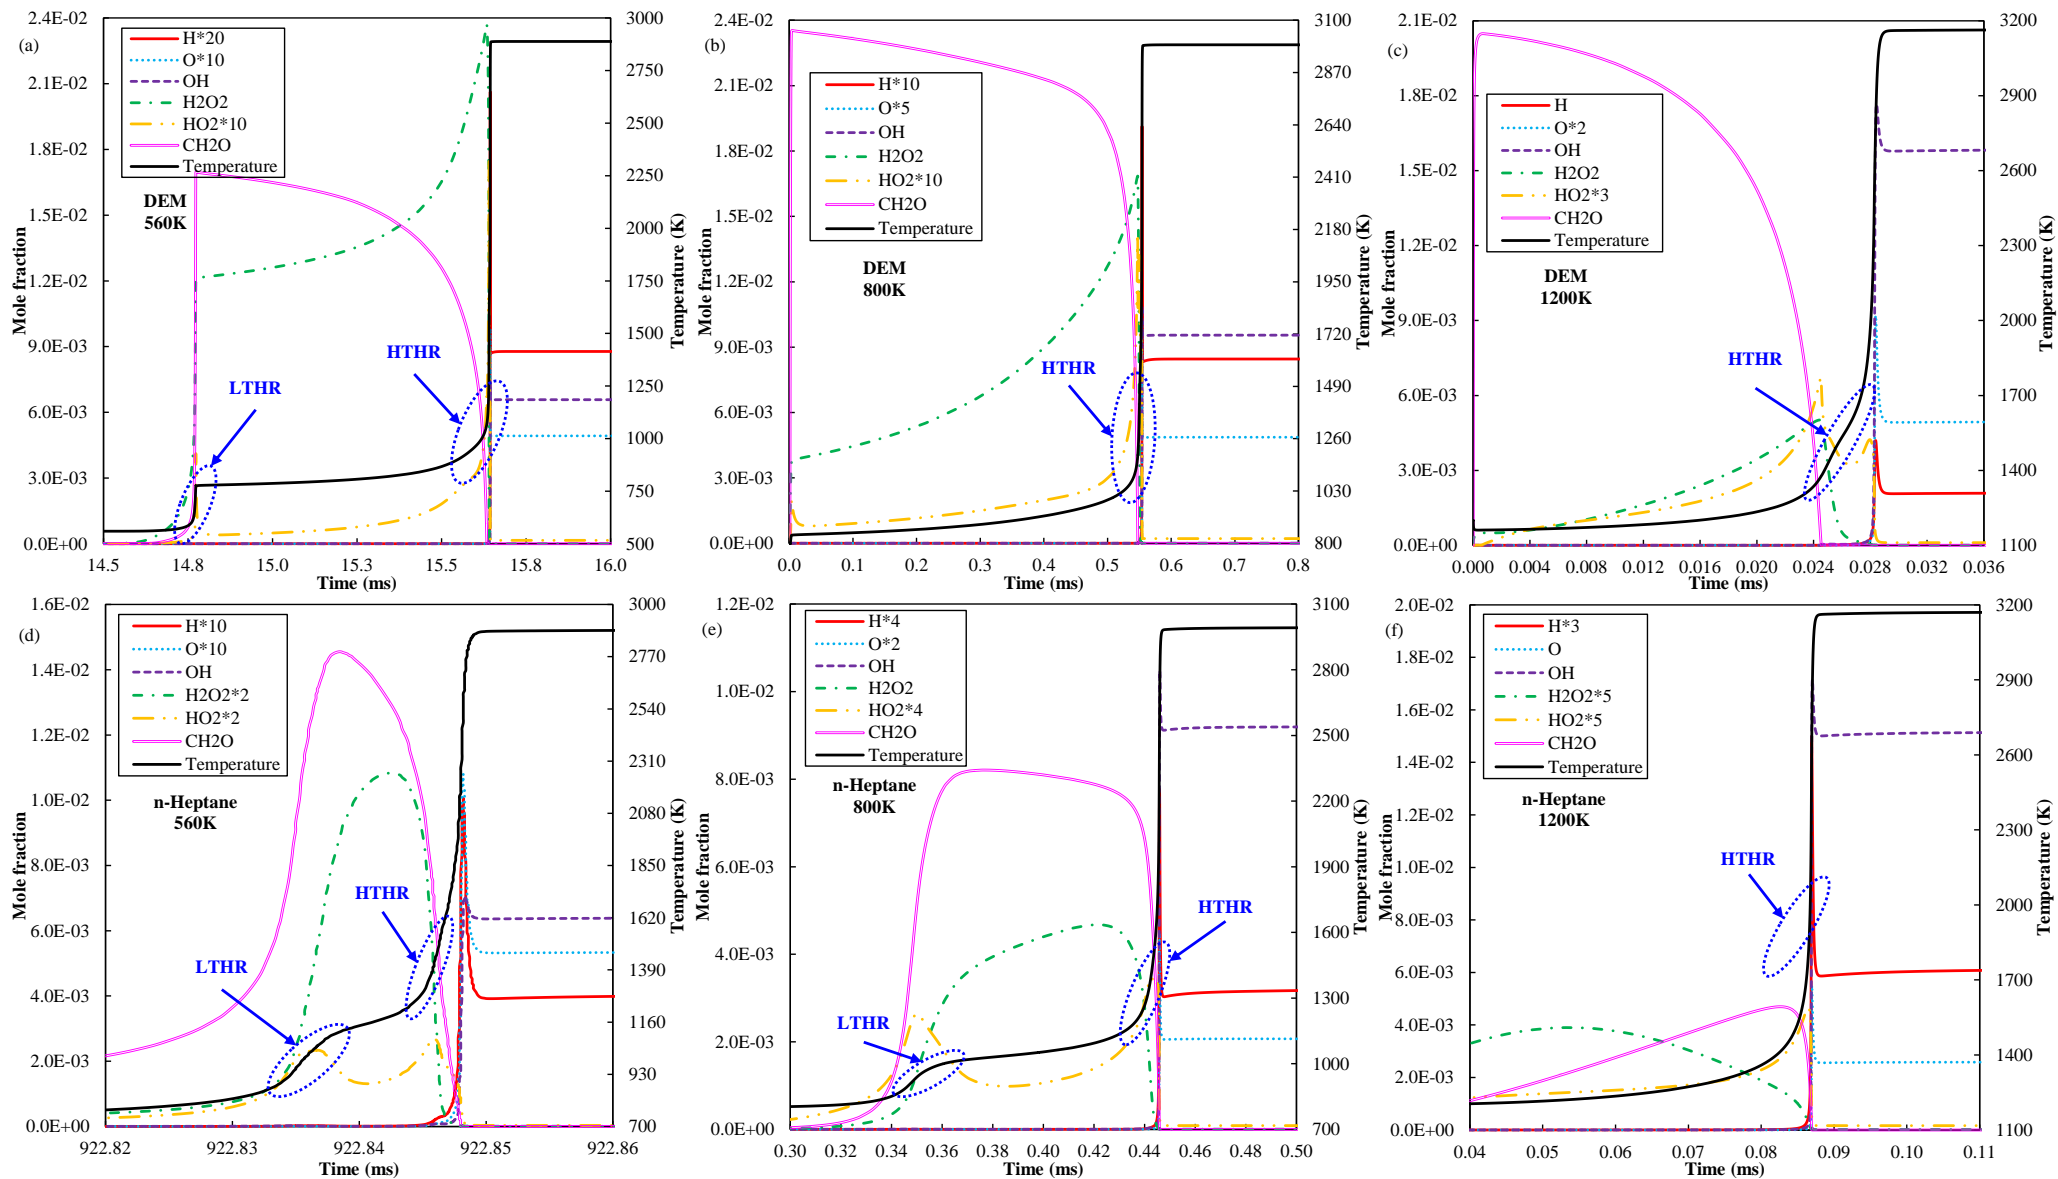 (a)
H*20
O*10
OH
H2O2
HO2*10
CH2O
Temperature
DEM
560K
LTHR
HTHR
2.4E-02
2.1E-02
1.8E-02
1.5E-02
1.2E-02
9.0E-03
6.0E-03
3.0E-03
0.0E+00
Mole fraction
3000
2750
2500
2250
2000
1750
1500
1250
1000
750
500
Temperature (K)
14.5 14.8 15.0 15.3 15.5 15.8 16.0
Time (ms)
(b)
H*10
O*5
OH
H2O2
HO2*10
CH2O
Temperature
DEM
800K
HTHR
2.4E-02
2.1E-02
1.8E-02
1.5E-02
1.2E-02
9.0E-03
6.0E-03
3.0E-03
0.0E+00
Mole fraction
3100
2870
2640
2410
2180
1950
1720
1490
1260
1030
800
Temperature (K)
0.0 0.1 0.2 0.3 0.4 0.5 0.6 0.7 0.8
Time (ms)
(c)
H
O*2
OH
H2O2
HO2*3
CH2O
Temperature
DEM
1200K
HTHR
2.1E-02
1.8E-02
1.5E-02
1.2E-02
9.0E-03
6.0E-03
3.0E-03
0.0E+00
Mole fraction
3200
2900
2600
2300
2000
1700
1400
1100
Temperature (K)
0.000 0.004 0.008 0.012 0.016 0.020 0.024 0.028 0.032 0.036
Time (ms)
(d)
H*10
O*10
OH
H2O2*2
HO2*2
CH2O
Temperature
n-Heptane
560K
HTHR
LTHR
1.6E-02
1.4E-02
1.2E-02
1.0E-02
8.0E-03
6.0E-03
4.0E-03
2.0E-03
0.0E+00
Mole fraction
3000
2770
2540
2310
2080
1850
1620
1390
1160
930
700
Temperature (K)
922.82 922.83 922.84 922.85 922.86
Time (ms)
(e)
H*4
O*2
OH
H2O2
HO2*4
CH2O
Temperature
n-Heptane
800K
HTHR
LTHR
1.2E-02
1.0E-02
8.0E-03
6.0E-03
4.0E-03
2.0E-03
0.0E+00
Mole fraction
3100
2800
2500
2200
1900
1600
1300
1000
700
Temperature (K)
0.30 0.32 0.34 0.36 0.38 0.40 0.42 0.44 0.46 0.48 0.50
Time (ms)
(f)
H*3
O
OH
H2O2*5
HO2*5
CH2O
Temperature
n-Heptane
1200K
HTHR
2.0E-02
1.8E-02
1.6E-02
1.4E-02
1.2E-02
1.0E-02
8.0E-03
6.0E-03
4.0E-03
2.0E-03
0.0E+00
Mole fraction
3200
2900
2600
2300
2000
1700
1400
1100
Temperature (K)
0.04 0.05 0.06 0.07 0.08 0.09 0.10 0.11
Time (ms)